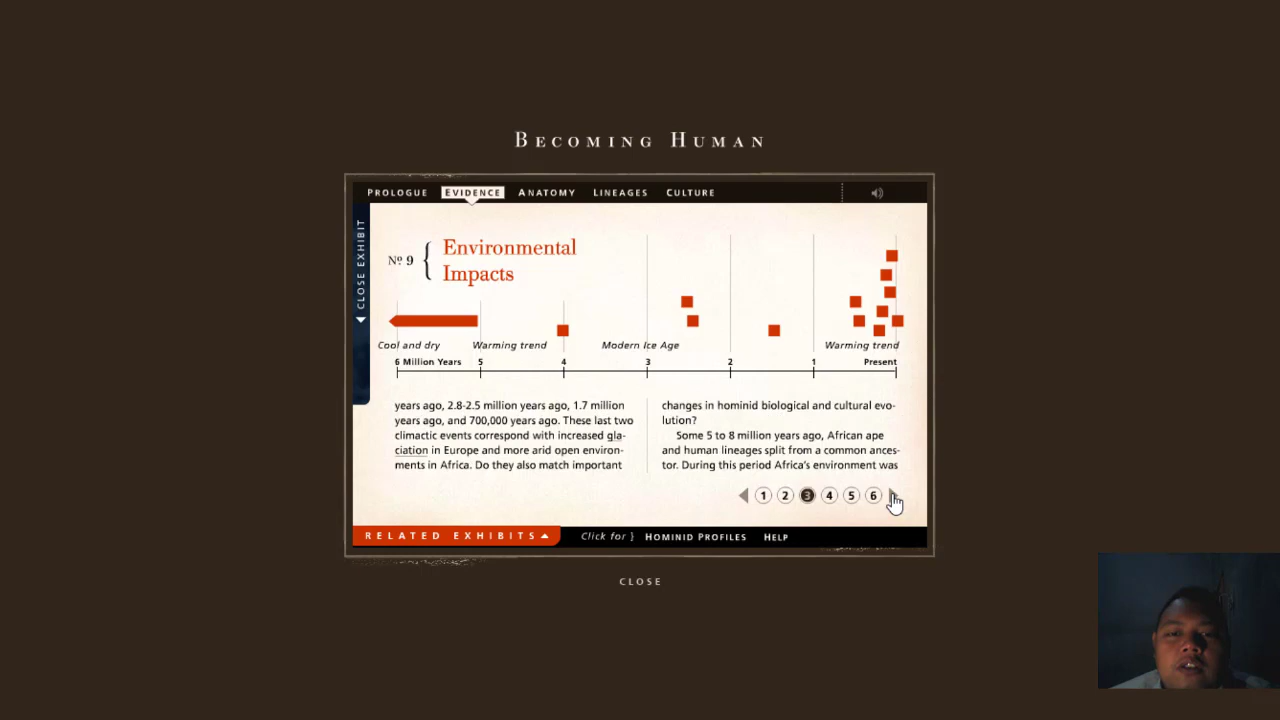 BECOMING HUMAN
PROLOGUE EVIDENCE ANATOMY LINEAGES CULTURE
CLOSE EXHIBIT
Nº 9
Environmental
Impacts
Cool and dry Warming trend Modern Ice Age Warming trend
6 Million Years 5 4 3 2 1 Present
years ago, 2.8-2.5 million years ago, 1.7 million
years ago, and 700,000 years ago. These last two
climactic events correspond with increased gla-
ciation in Europe and more arid open environ-
ments in Africa. Do they also match important
changes in hominid biological and cultural evo-
lution?
Some 5 to 8 million years ago, African ape
and human lineages split from a common ances-
tor. During this period Africa's environment was
1 2 3 4 5 6
RELATED EXHIBITS Click for } HOMINID PROFILES HELP
CLOSE